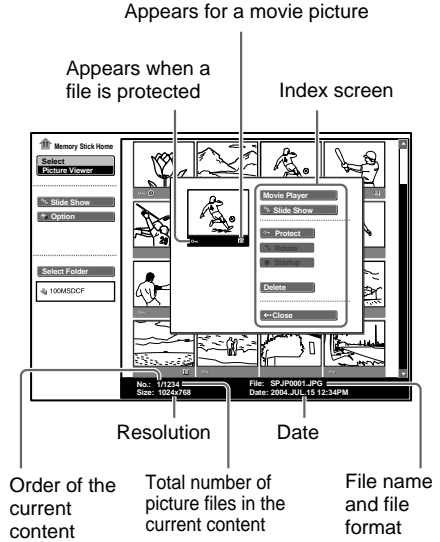 Appears for a movie picture
Appears when a
file is protected
Index screen
Memory Stick Home
Select
Picture Viewer
Slide Show
Option
Select Folder
100MSDCF
Movie Player
Slide Show
Protect
Rotate
Startup
Delete
Close
No.: 1/1234
File: SPJP0001.JPG
Size: 1024x768
Date: 2004.JUL.15 12:34PM
Resolution
Date
Order of the
current
content
Total number of
picture files in the
current content
File name
and file
format